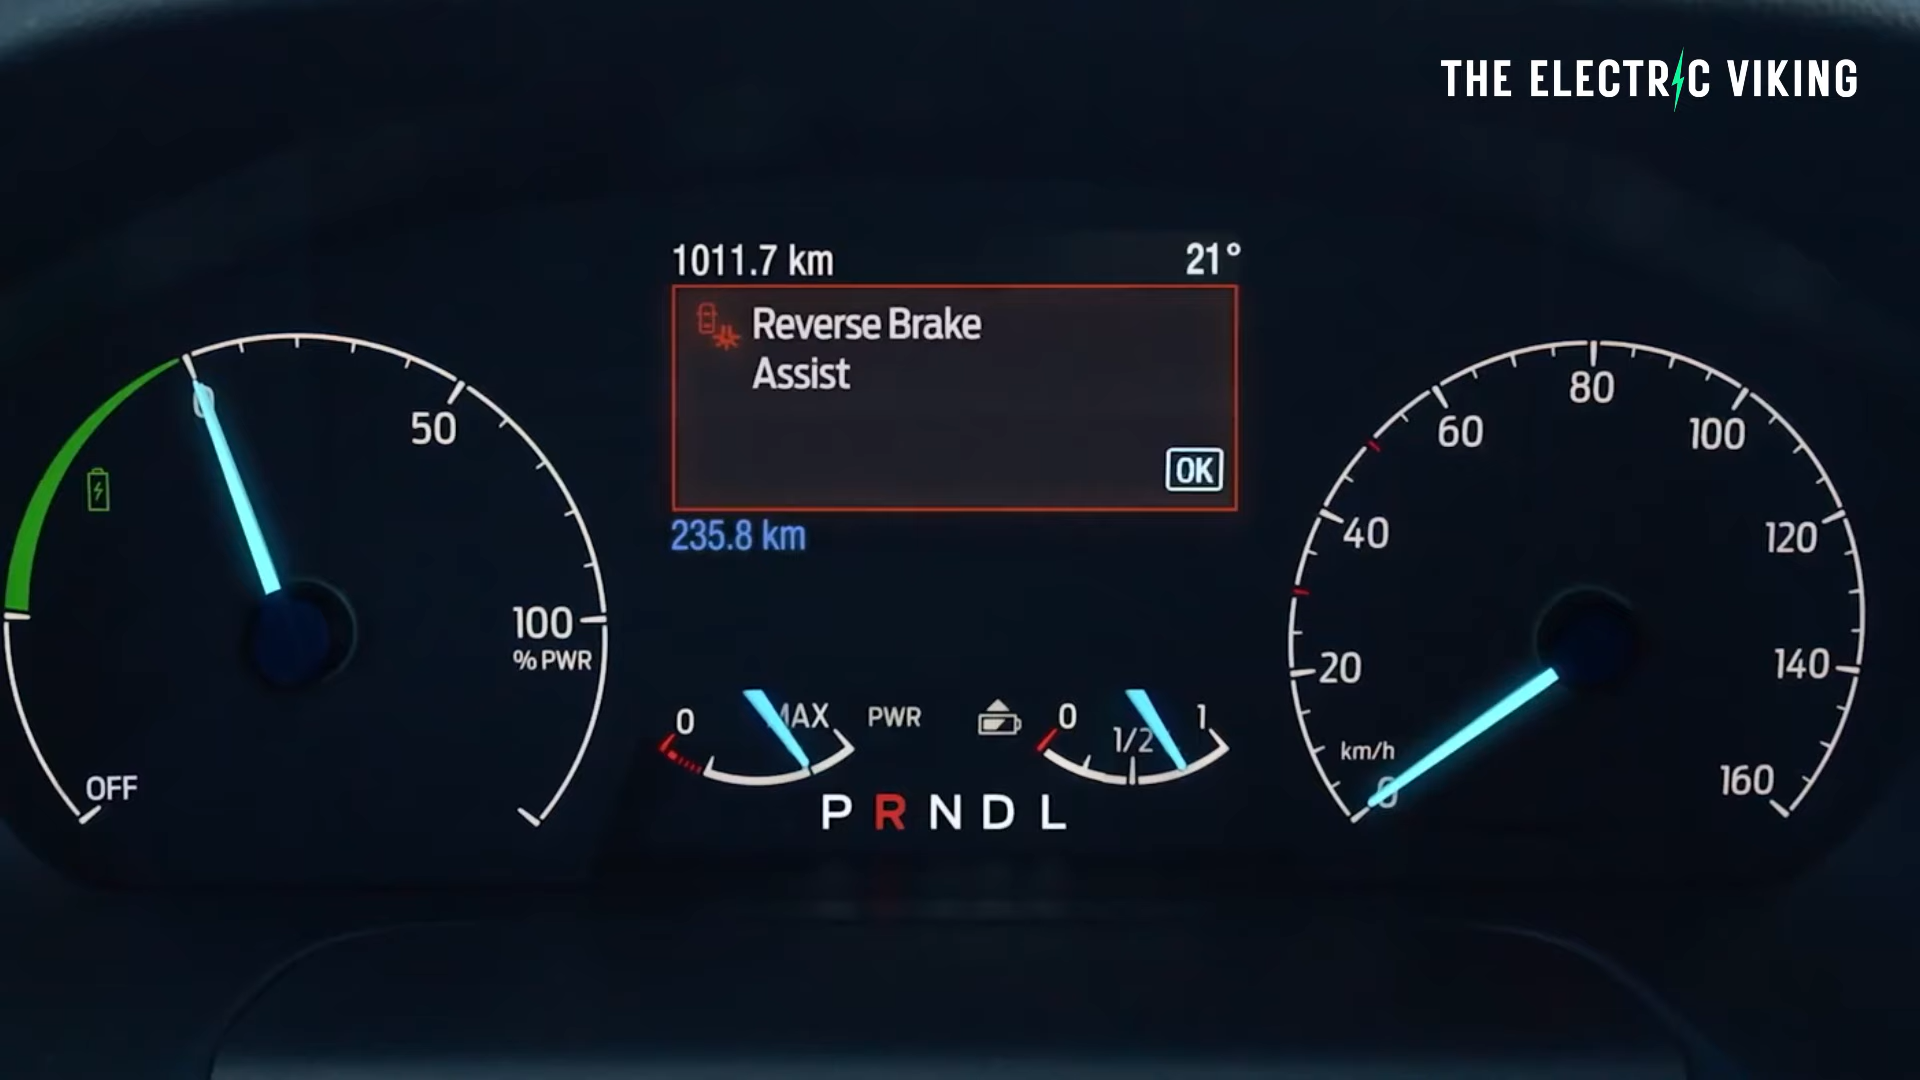 THE ELECTRIC VIKING
1011.7 km 21°
Reverse Brake
Assist
OK
235.8 km
0
50
100
% PWR
OFF
0 MAX PWR
0 1/2 1
P R N D L
0
20
40
60
80
100
120
140
160
km/h